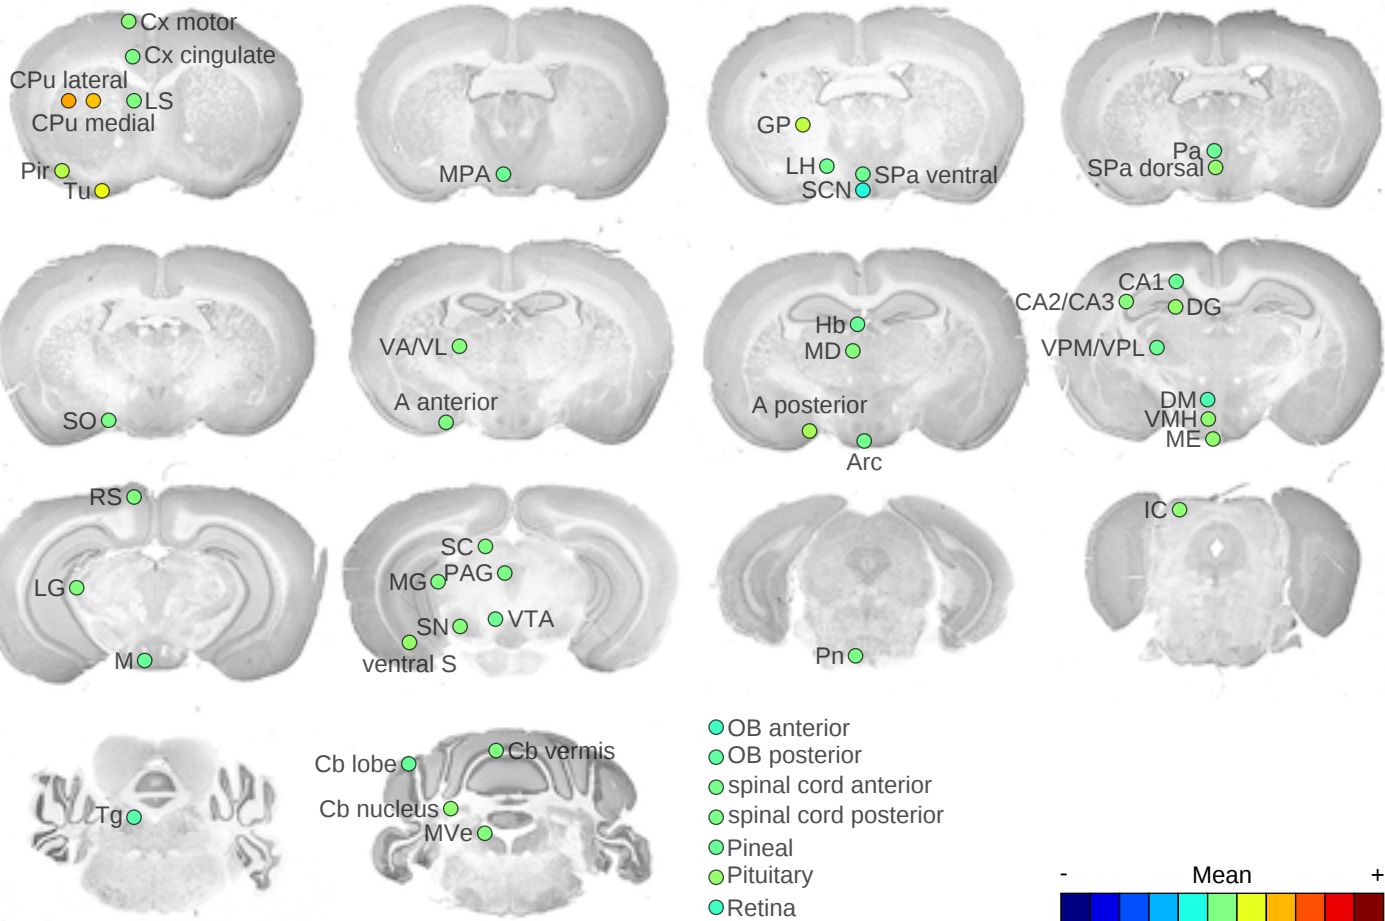 Cx motor
Cx cingulate
CPu lateral
LS
CPu medial
Pir
Tu
MPA
GP
LH
SPa ventral
SCN
Pa
SPa dorsal
SO
VA/VL
A anterior
Hb
MD
A posterior
Arc
CA1
CA2/CA3
DG
VPM/VPL
DM
VMH
ME
RS
LG
M
SC
PAG
MG
VTA
SN
ventral S
Pn
IC
Tg
Cb vermis
Cb lobe
Cb nucleus
MVe
OB anterior
OB posterior
spinal cord anterior
spinal cord posterior
Pineal
Pituitary
Retina
- Mean +